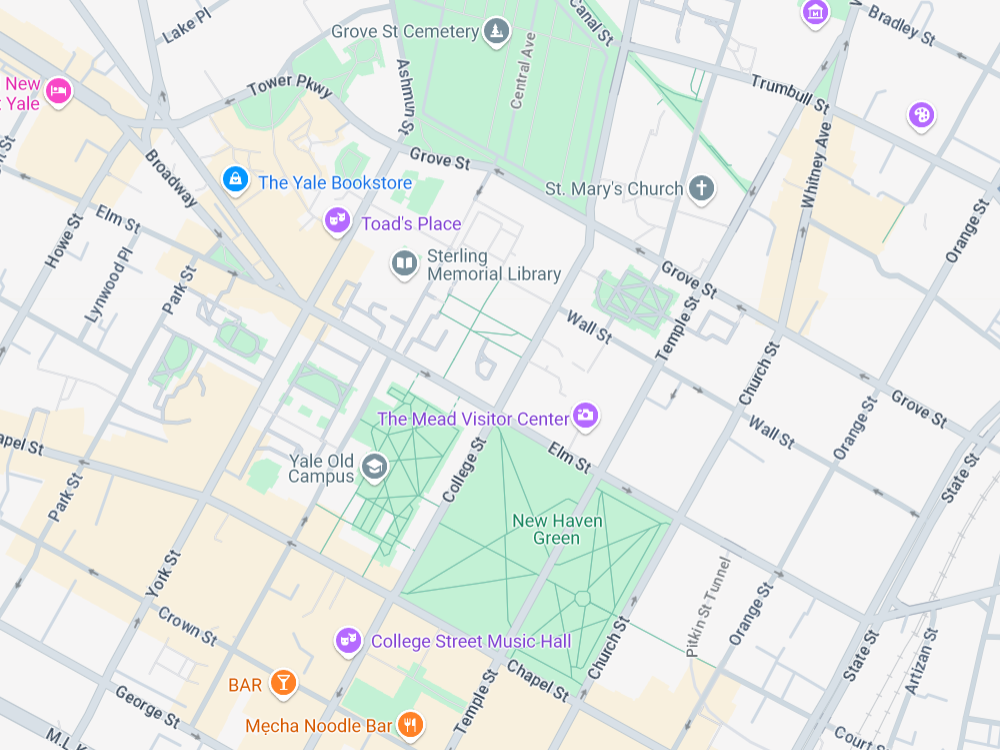 Lake Pl
Grove St Cemetery
Canal St
Bradley St
New
Yale
Tower Pkwy
Ashmun St
Central Ave
Trumbull St
Broadway
Grove St
Whitney Ave
The Yale Bookstore
St. Mary's Church
Elm St
Howe St
Toad's Place
Orange St
Lynwood Pl
Park St
Sterling
Memorial Library
Grove St
Wall St
Temple St
Church St
Grove St
The Mead Visitor Center
Wall St
Orange St
Elm St
Yale Old
Campus
College St
State St
Park St
New Haven
Green
York St
Pitkin St Tunnel
Orange St
Crown St
College Street Music Hall
Church St
State St
Artizan St
Chapel St
Temple St
BAR
George St
Mẹcha Noodle Bar
Court S